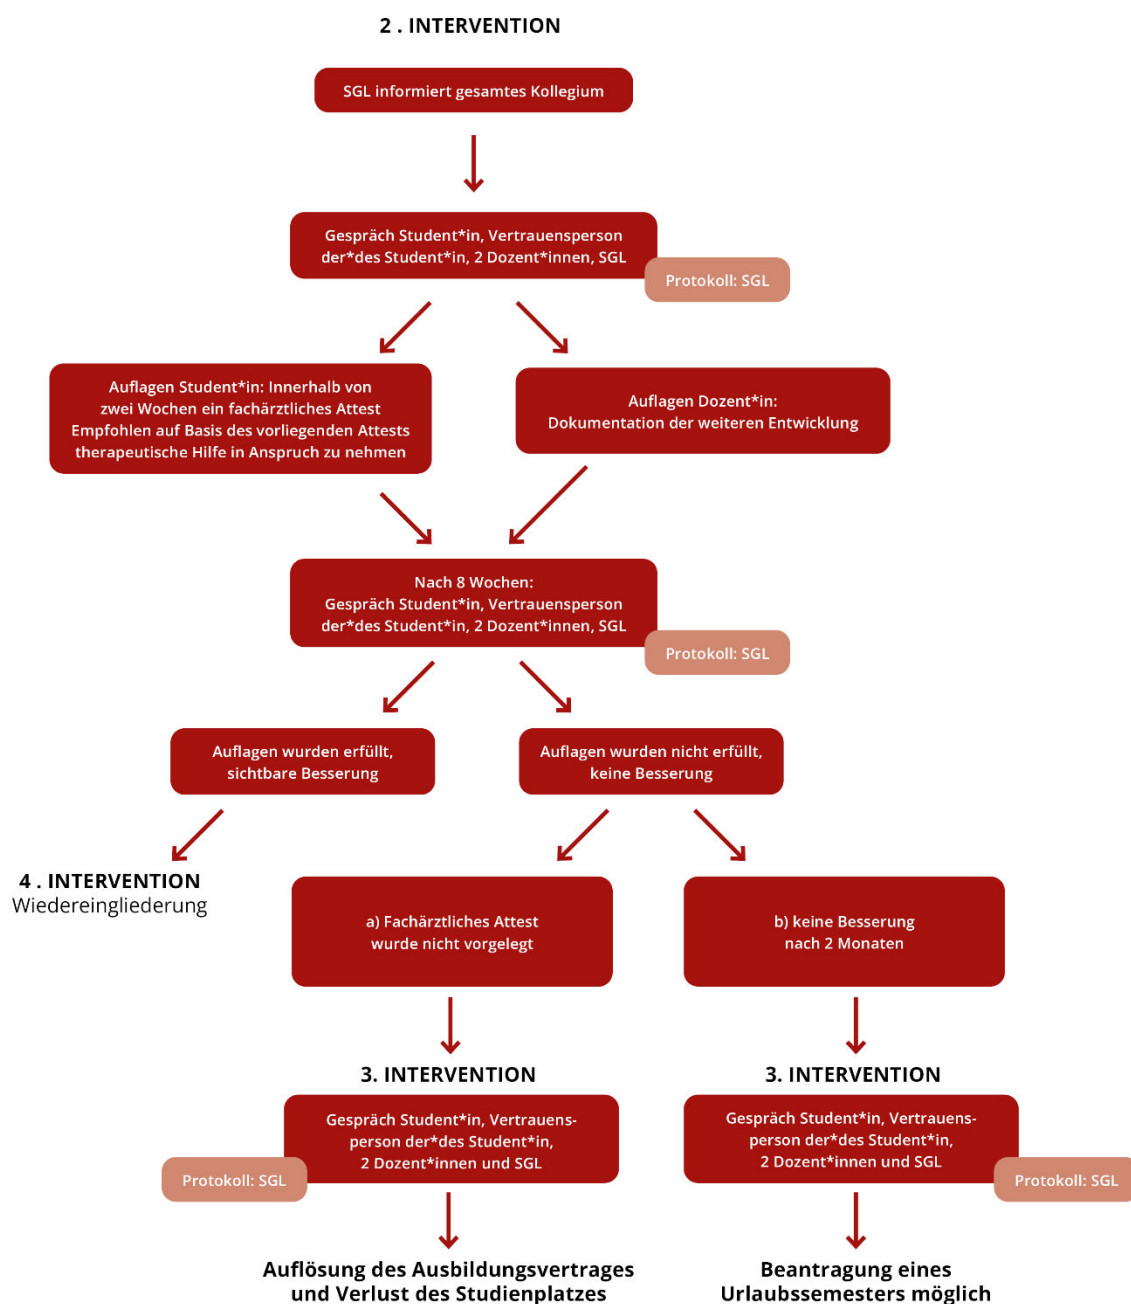 2 . INTERVENTION
SGL informiert gesamtes Kollegium
Gespräch Student*in, Vertrauensperson
der*des Student*in, 2 Dozent*innen, SGL
Protokoll: SGL
Auflagen Student*in: Innerhalb von
zwei Wochen ein fachärztliches Attest
Empfohlen auf Basis des vorliegenden Attests
therapeutische Hilfe in Anspruch zu nehmen
Auflagen Dozent*in:
Dokumentation der weiteren Entwicklung
Nach 8 Wochen:
Gespräch Student*in, Vertrauensperson
der*des Student*in, 2 Dozent*innen, SGL
Protokoll: SGL
Auflagen wurden erfüllt,
sichtbare Besserung
Auflagen wurden nicht erfüllt,
keine Besserung
4 . INTERVENTION
Wiedereingliederung
a) Fachärztliches Attest
wurde nicht vorgelegt
b) keine Besserung
nach 2 Monaten
3. INTERVENTION
Gespräch Student*in, Vertrauens-
person der*des Student*in,
2 Dozent*innen und SGL
Protokoll: SGL
Auflösung des Ausbildungsvertrages
und Verlust des Studienplatzes
3. INTERVENTION
Gespräch Student*in, Vertrauens-
person der*des Student*in,
2 Dozent*innen und SGL
Protokoll: SGL
Beantragung eines
Urlaubssemesters möglich